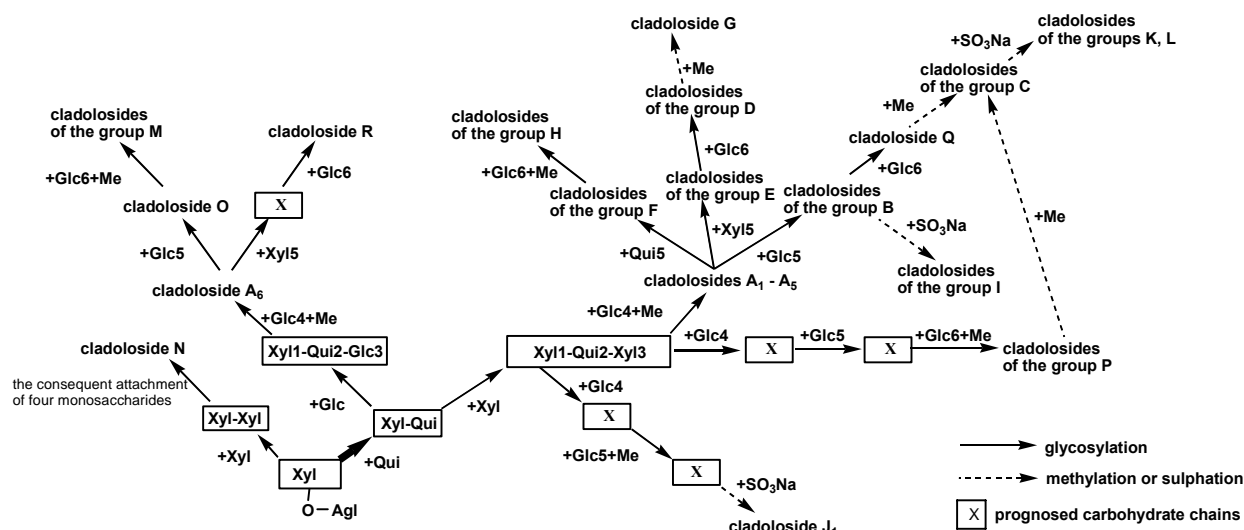 cladoloside G
cladolosides
of the groups K, L
+SO3Na
+Me
cladolosides
of the group C
cladolosides
of the group D
+Me
cladolosides
of the group M
cladoloside R
cladolosides
of the group H
cladoloside Q
+Glc6
+Glc6
+Glc6
+Glc6+Me
+Glc6+Me
cladolosides
of the group E
cladolosides
of the group B
cladoloside O
X
cladolosides
of the group F
+Me
+SO3Na
+Glc5
+Xyl5
+Qui5
+Xyl5
+Glc5
cladolosides
of the group I
cladoloside A6
cladolosides A1 - A5
+Glc4+Me
+Glc4+Me
+Glc4
+Glc5
+Glc6+Me
cladoloside N
Xyl1-Qui2-Glc3
Xyl1-Qui2-Xyl3
X
X
cladolosides
of the group P
the consequent attachment
of four monosaccharides
+Glc
+Xyl
+Glc4
Xyl-Xyl
Xyl-Qui
X
+Xyl
+Qui
+Glc5+Me
glycosylation
Xyl
X
+SO3Na
methylation or sulphation
O-Agl
X
prognosed carbohydrate chains
cladoloside